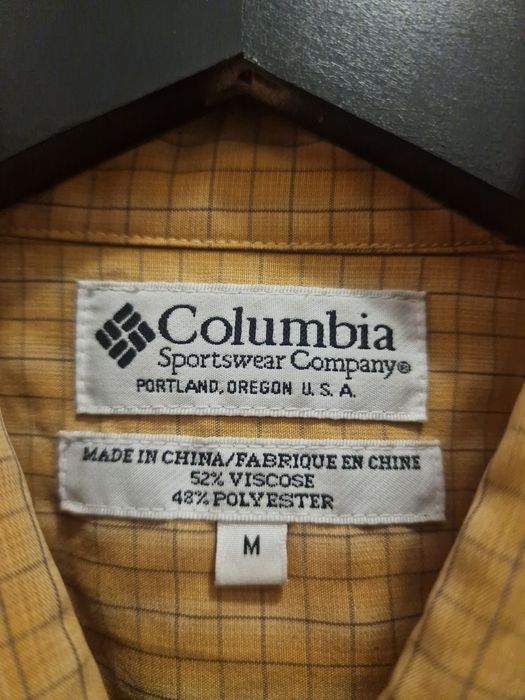 Columbia
Sportswear Company®
PORTLAND, OREGON U.S.A.
MADE IN CHINA/FABRIQUE EN CHINE
52% VISCOSE
48% POLYESTER
M